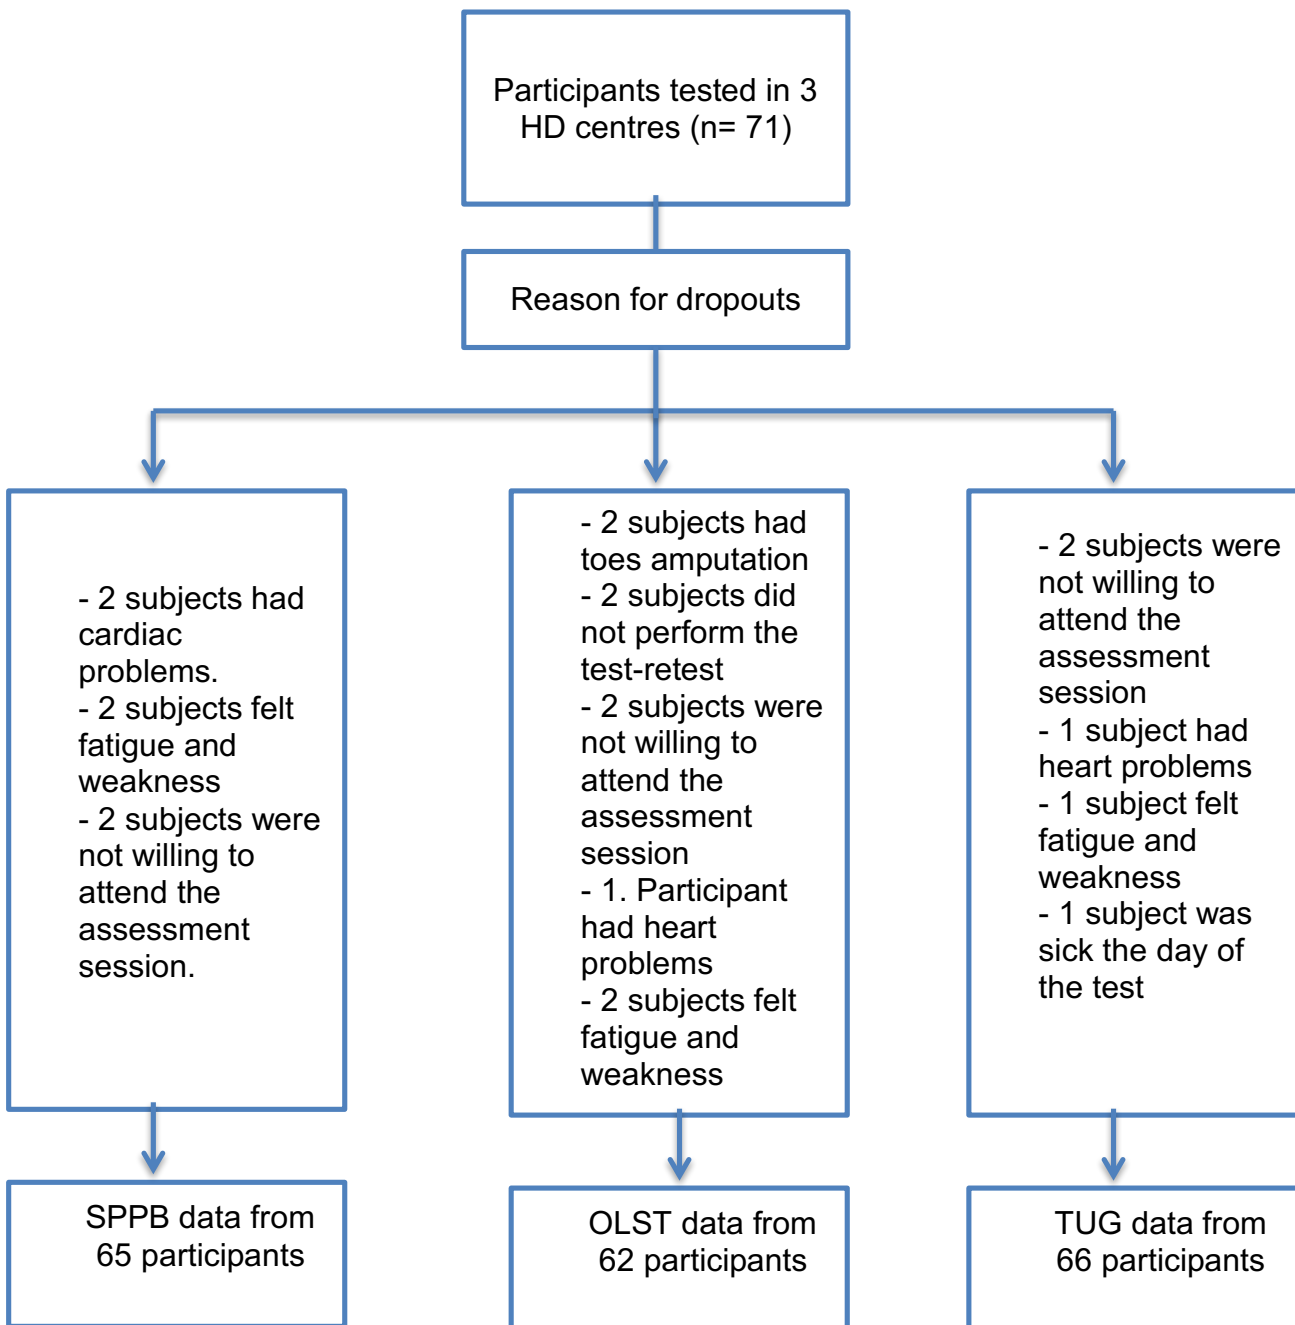 Participants tested in 3
HD centres (n= 71)
Reason for dropouts
- 2 subjects had
cardiac
problems.
- 2 subjects felt
fatigue and
weakness
- 2 subjects were
not willing to
attend the
assessment
session.
- 2 subjects had
toes amputation
- 2 subjects did
not perform the
test-retest
- 2 subjects were
not willing to
attend the
assessment
session
- 1. Participant
had heart
problems
- 2 subjects felt
fatigue and
weakness
- 2 subjects were
not willing to
attend the
assessment
session
- 1 subject had
heart problems
- 1 subject felt
fatigue and
weakness
- 1 subject was
sick the day of
the test
SPPB data from
65 participants
OLST data from
62 participants
TUG data from
66 participants